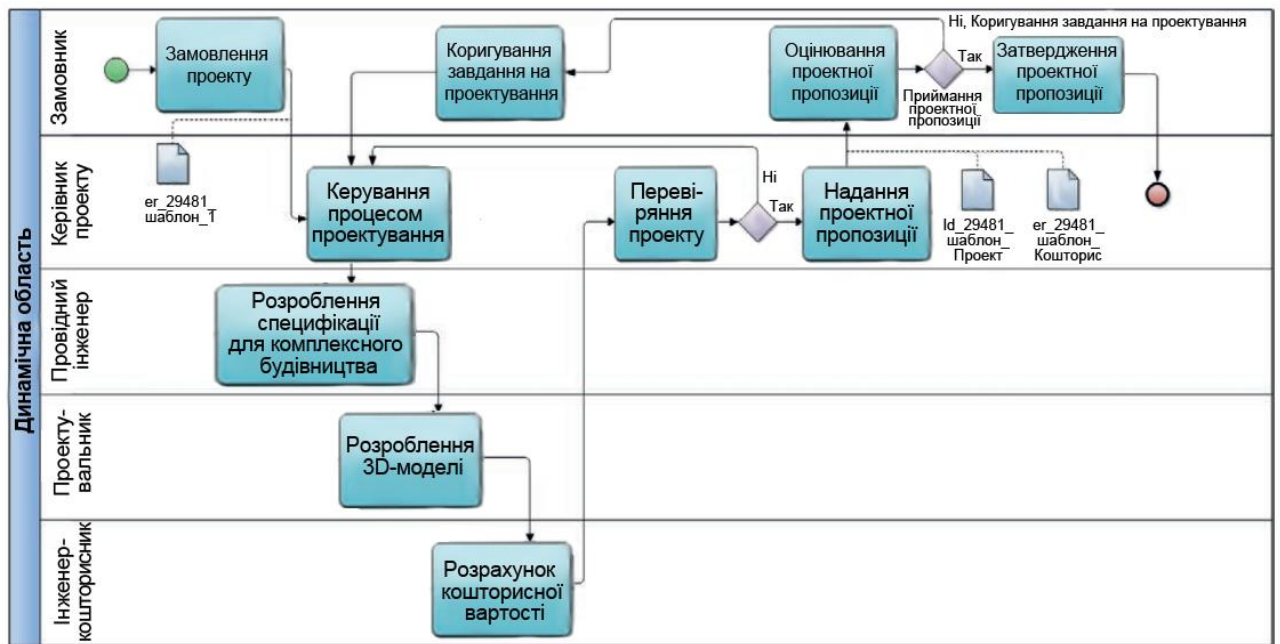 Динамічна область
Замовник
Замовлення
проекту
Коригування
завдання на
проектування
Оцінювання
проектної
пропозиції
Ні, Коригування завдання на проектування
Так
Приймання
проектної
пропозиції
Затвердження
проектної
пропозиції
Керівник
проекту
er_29481_
шаблон_Т
Керування
процесом
проектування
Переві-
ряння
проекту
Ні
Так
Надання
проектної
пропозиції
Id_29481_
шаблон_
Проект
er_29481_
шаблон_
Кошторис
Провідний
інженер
Розроблення
специфікації
для комплексного
будівництва
Проекту-
вальник
Розроблення
3D-моделі
Інженер-
кошторисник
Розрахунок
кошторисної
вартості